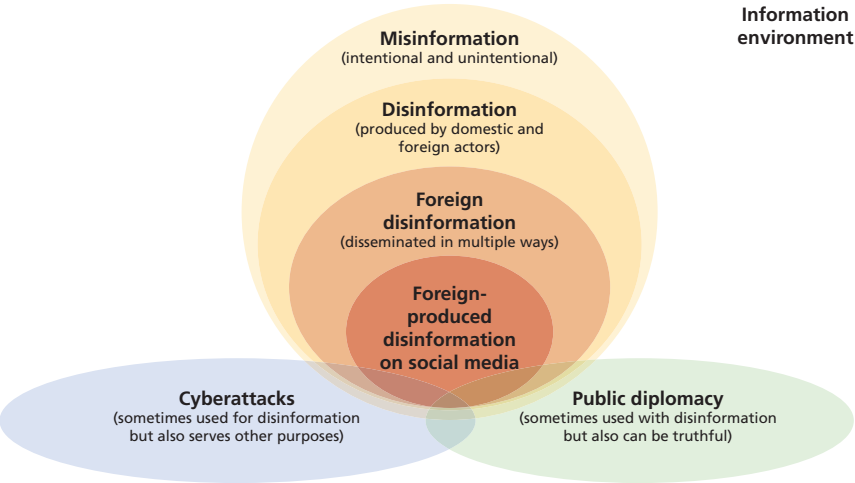 Information
environment
Misinformation
(intentional and unintentional)
Disinformation
(produced by domestic and
foreign actors)
Foreign
disinformation
(disseminated in multiple ways)
Foreign-
produced
disinformation
on social media
Cyberattacks
(sometimes used for disinformation
but also serves other purposes)
Public diplomacy
(sometimes used with disinformation
but also can be truthful)